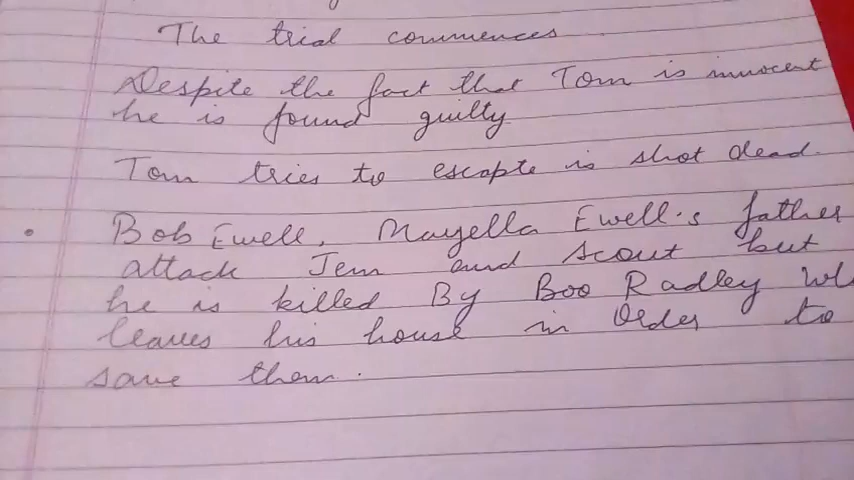 The trial commences
Despite the fact that Tom is innocent
he is found guilty
Tom tries to escapte is shot dead.
• Bob Ewell, Mayella Ewell's father
attack Jem and Scout but
he is killed By Boo Radley
leaves his house in Order to
save them.